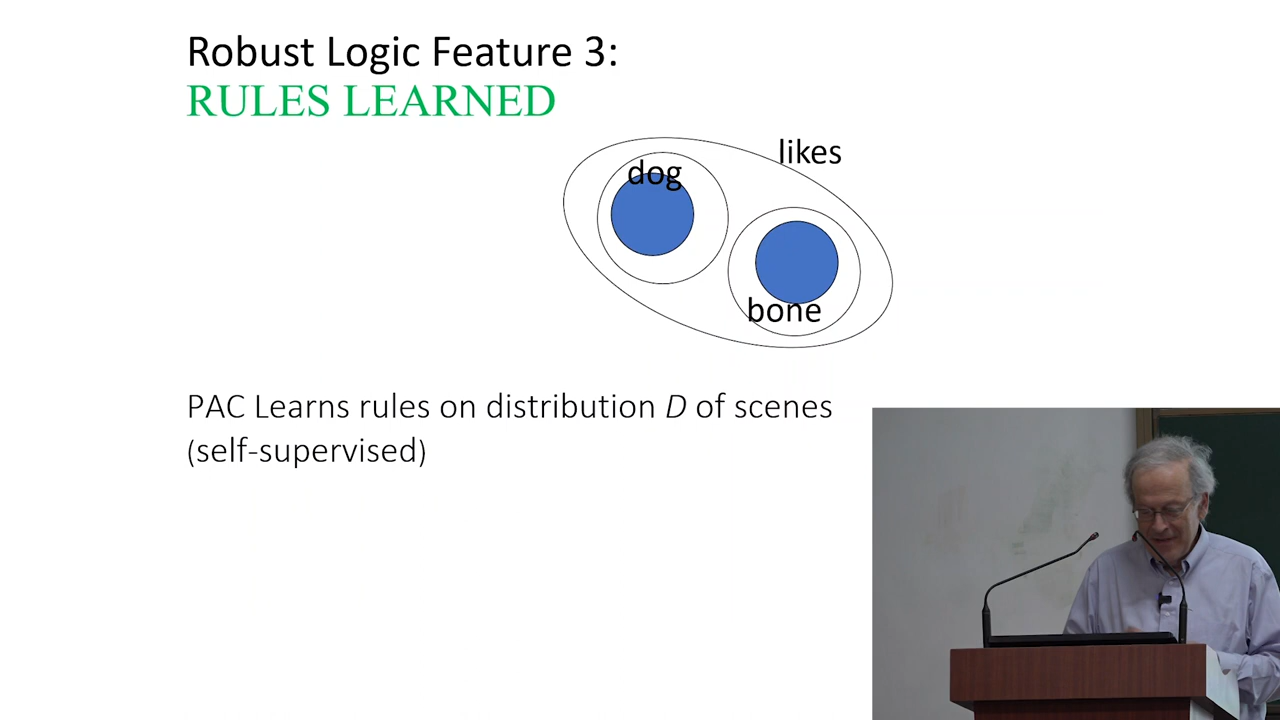 Robust Logic Feature 3:
RULES LEARNED
likes
dog
bone
PAC Learns rules on distribution D of scenes
(self-supervised)